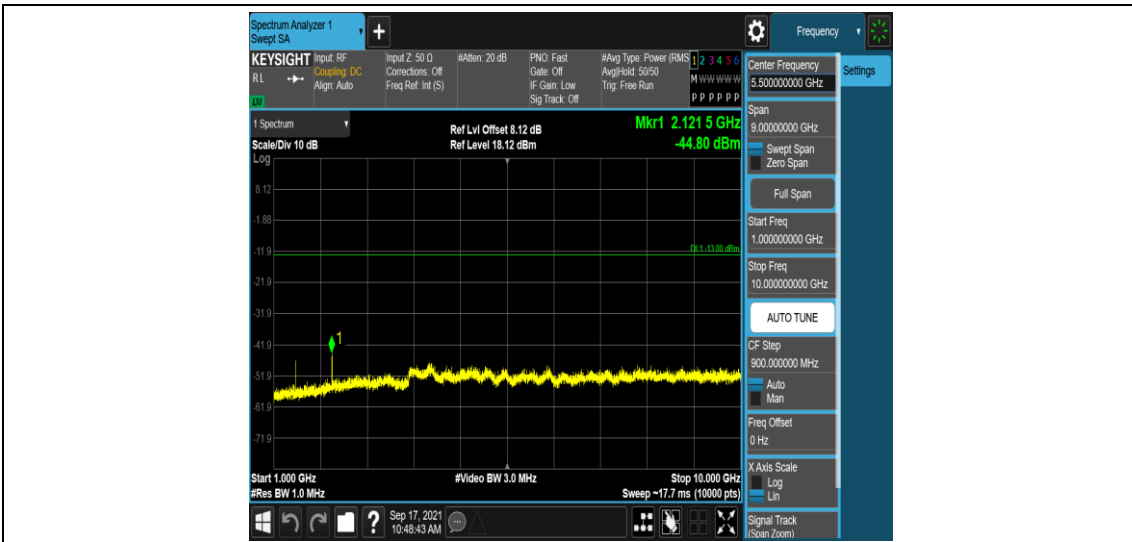 Spectrum Analyzer 1
Swept SA
+
Frequency
KEYSIGHT
RL
LXI
Input: RF
Coupling: DC
Align: Auto
Input Z: 50 Ω
Corrections: Off
Freq Ref: Int (S)
#Atten: 20 dB
PNO: Fast
Gate: Off
IF Gain: Low
Sig Track: Off
#Avg Type: Power (RMS
Avg|Hold: 50/50
Trig: Free Run
1 2 3 4 5 6
M W W W W W
P P P P P P
1 Spectrum
Scale/Div 10 dB
Log
Ref Lvl Offset 8.12 dB
Ref Level 18.12 dBm
Mkr1 2.121 5 GHz
-44.80 dBm
8.12
-1.88
-11.9
DL1 -13.00 dBm
-21.9
-31.9
-41.9
1
-51.9
-61.9
-71.9
Start 1.000 GHz
#Video BW 3.0 MHz
Stop 10.000 GHz
#Res BW 1.0 MHz
Sweep ~17.7 ms (10000 pts)
?
Sep 17, 2021
10:48:43 AM
Center Frequency
5.500000000 GHz
Settings
Span
9.00000000 GHz
Swept Span
Zero Span
Full Span
Start Freq
1.000000000 GHz
Stop Freq
10.000000000 GHz
AUTO TUNE
CF Step
900.000000 MHz
Auto
Man
Freq Offset
0 Hz
X Axis Scale
Log
Lin
Signal Track
(Span Zoom)